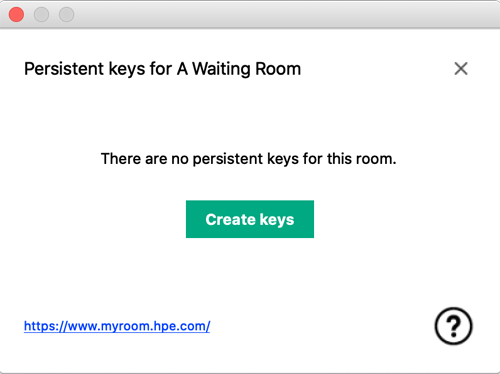 Persistent keys for A Waiting Room
There are no persistent keys for this room.
Create keys
https://www.myroom.hpe.com/
?